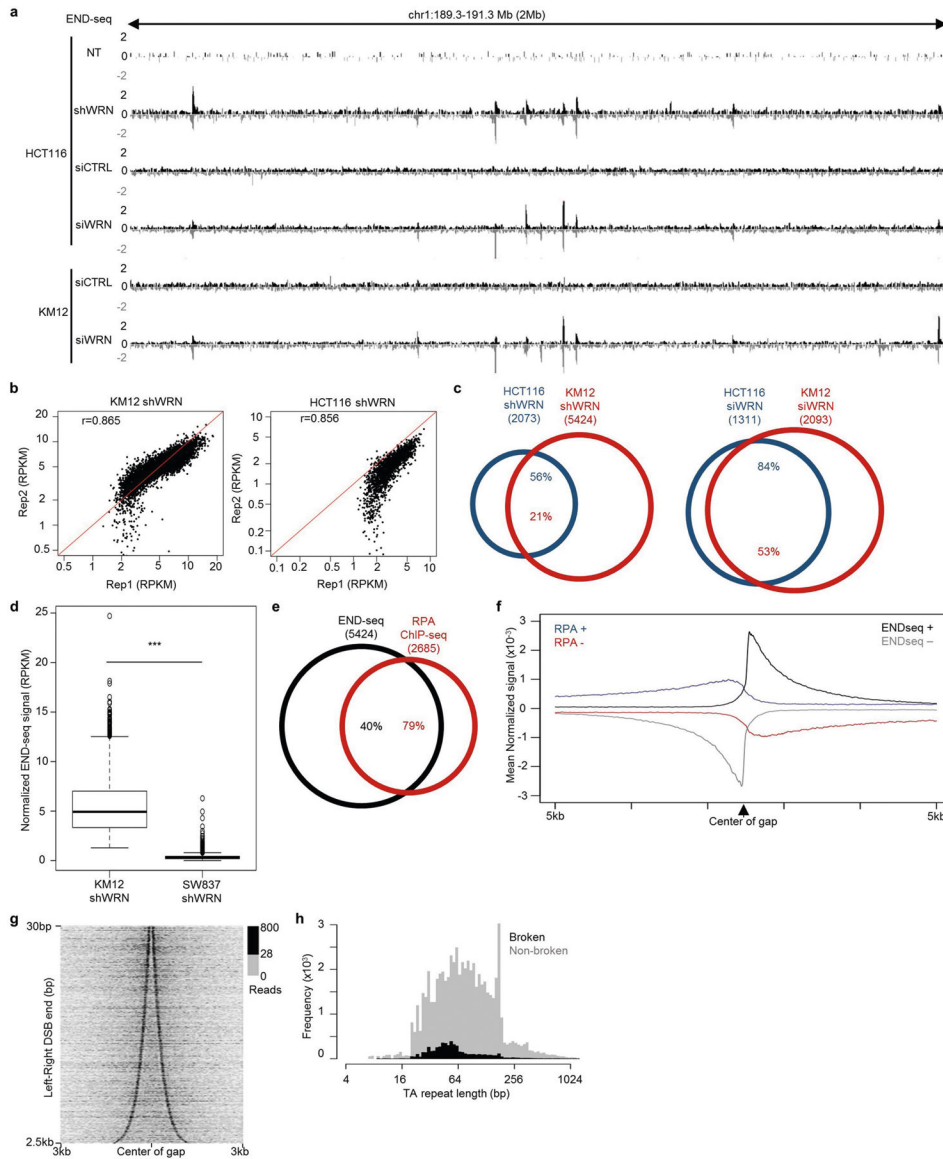 a
END-seq
chr1:189.3-191.3 Mb (2Mb)
HCT116
NT
2
0
-2
shWRN
2
0
-2
siCTRL
2
0
-2
siWRN
2
0
-2
KM12
siCTRL
2
0
-2
siWRN
2
0
-2
b
KM12 shWRN
r=0.865
Rep2 (RPKM)
20
10
5
2
1
0.5
0.5 1 2 5 10 20
Rep1 (RPKM)
HCT116 shWRN
r=0.856
Rep2 (RPKM)
10
5
2
1
0.5
0.2
0.1
0.1 0.2 0.5 1 2 5 10
Rep1 (RPKM)
c
HCT116 shWRN (2073)
KM12 shWRN (5424)
56%
21%
HCT116 siWRN (1311)
KM12 siWRN (2093)
84%
53%
d
Normalized END-seq signal (RPKM)
25
20
15
10
5
0
***
KM12 shWRN
SW837 shWRN
e
END-seq (5424)
RPA ChIP-seq (2685)
40%
79%
f
RPA +
RPA -
ENDseq +
ENDseq –
Mean Normalized signal (x10-3)
3
2
1
0
-1
-2
-3
5kb
Center of gap
5kb
g
Left-Right DSB end (bp)
30bp
2.5kb
3kb
Center of gap
3kb
800
28
0
Reads
h
Broken
Non-broken
Frequency (x10³)
3
2
1
0
4 16 64 256 1024
TA repeat length (bp)